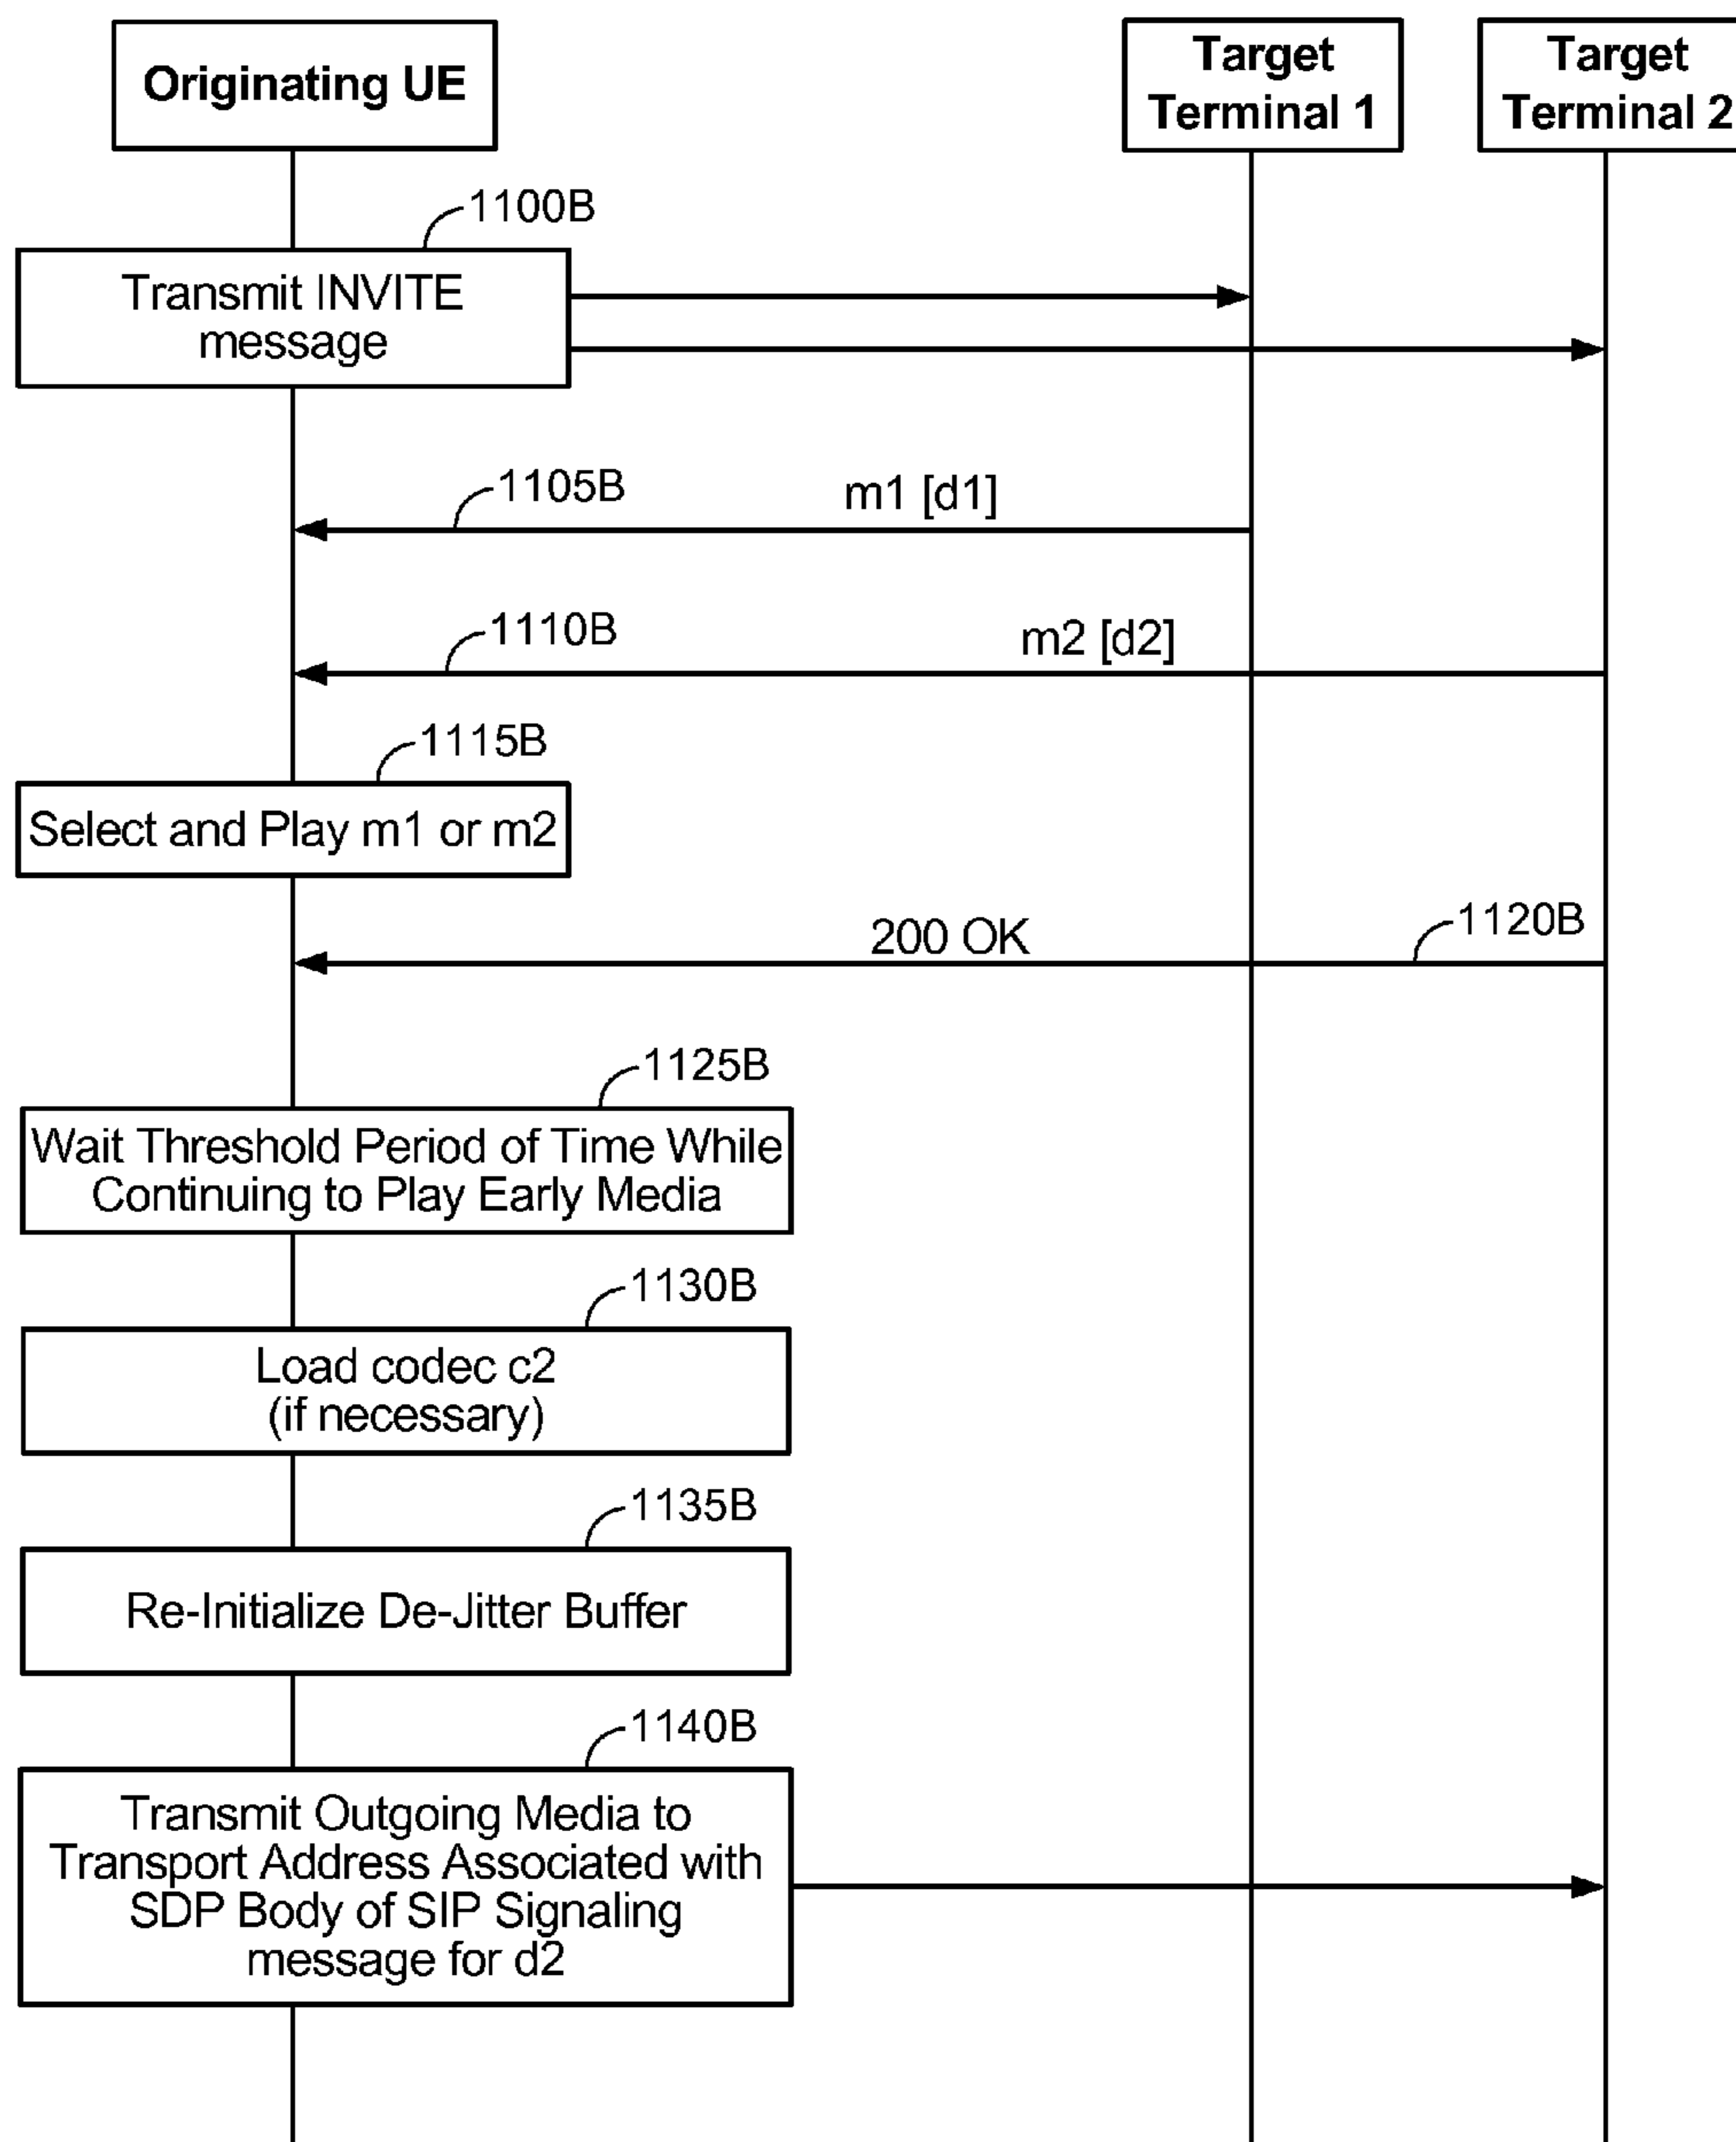 Originating UE
Target
Terminal 1
Target
Terminal 2
1100B
Transmit INVITE
message
1105B
m1 [d1]
1110B
m2 [d2]
1115B
Select and Play m1 or m2
200 OK
1120B
1125B
Wait Threshold Period of Time While
Continuing to Play Early Media
1130B
Load codec c2
(if necessary)
1135B
Re-Initialize De-Jitter Buffer
1140B
Transmit Outgoing Media to
Transport Address Associated with
SDP Body of SIP Signaling
message for d2